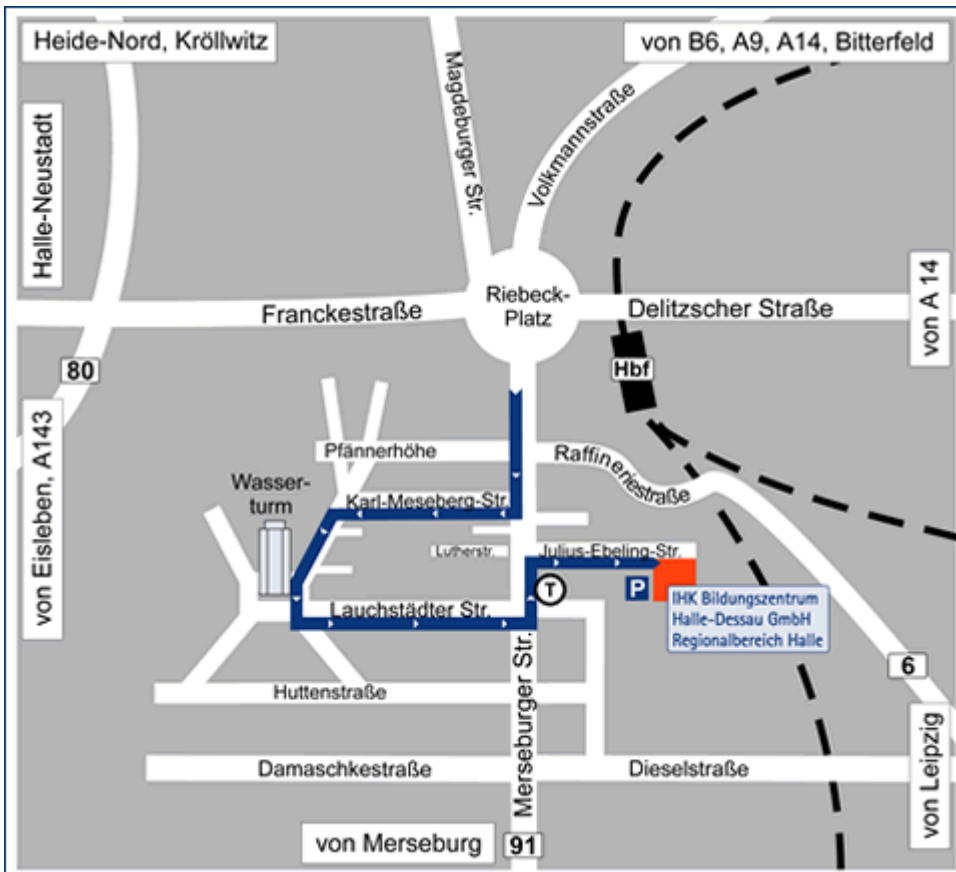 Heide-Nord, Kröllwitz
von B6, A9, A14, Bitterfeld
Magdeburger Str.
Volkmannstraße
Halle-Neustadt
Riebeck-
Platz
Franckestraße
Delitzscher Straße
von A 14
80
Hbf
von Eisleben, A143
Pfännerhöhe
Raffineriestraße
Wasser-
turm
Karl-Meseberg-Str.
Lutherstr.
Julius-Ebeling-Str.
T
P
IHK Bildungszentrum
Halle-Dessau GmbH
Regionalbereich Halle
Lauchstädter Str.
Merseburger Str.
6
Huttenstraße
von Leipzig
Damaschkestraße
Dieselstraße
von Merseburg
91